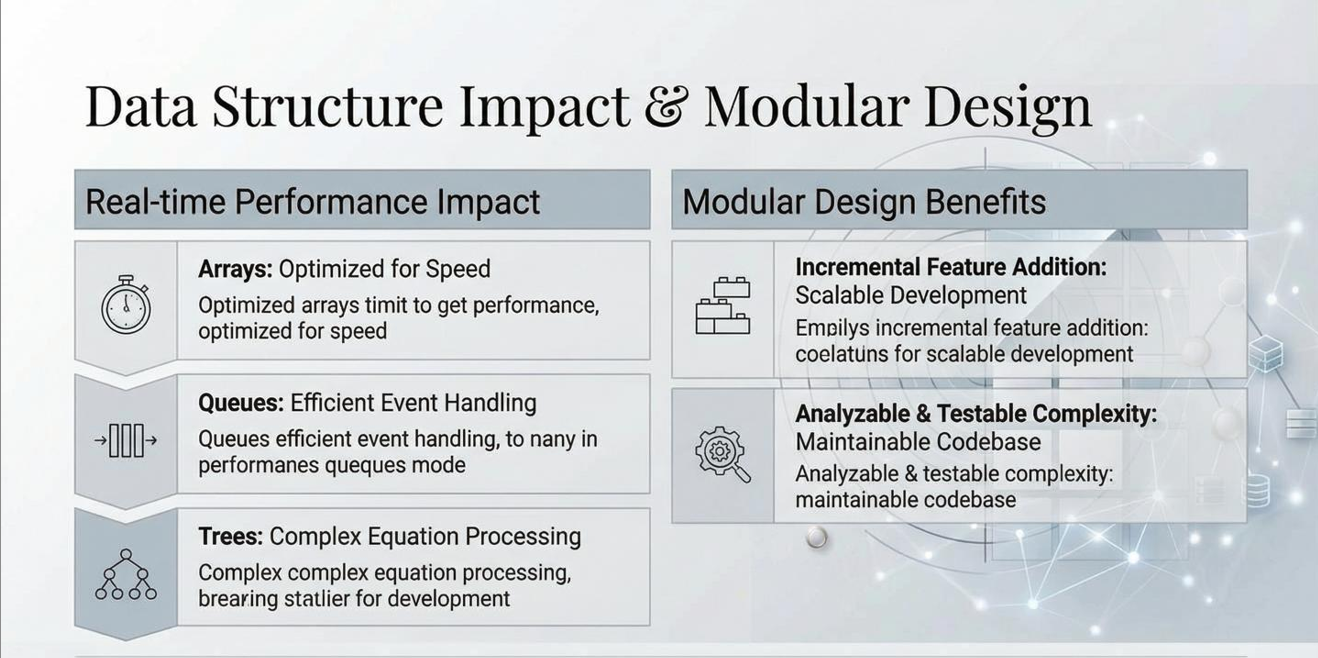 Data Structure Impact & Modular Design
Real-time Performance Impact
Arrays: Optimized for Speed
Optimized arrays timit to get performance,
optimized for speed
Queues: Efficient Event Handling
Queues efficient event handling, to nany in
performanes queques mode
Trees: Complex Equation Processing
Complex complex equation processing,
brearing statlier for development
Modular Design Benefits
Incremental Feature Addition:
Scalable Development
Empilys incremental feature addition:
coelatuns for scalable development
Analyzable & Testable Complexity:
Maintainable Codebase
Analyzable & testable complexity:
maintainable codebase